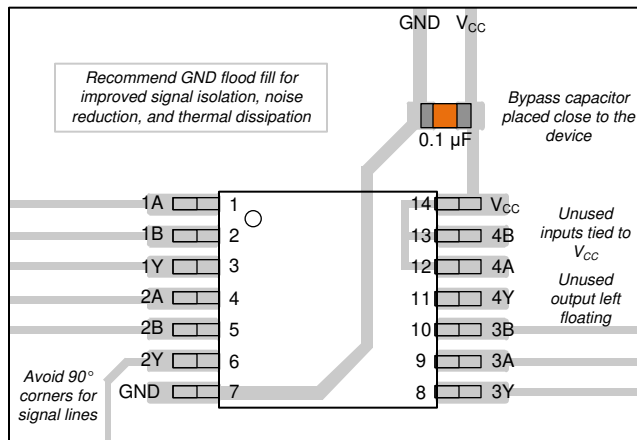 GND VCC
Recommend GND flood fill for
improved signal isolation, noise
reduction, and thermal dissipation
Bypass capacitor
placed close to the
device
0.1 µF
1A 1 14 VCC
1B 2 13 4B
1Y 3 12 4A
2A 4 11 4Y
2B 5 10 3B
2Y 6 9 3A
GND 7 8 3Y
Unused
inputs tied to
VCC
Unused
output left
floating
Avoid 90°
corners for
signal lines